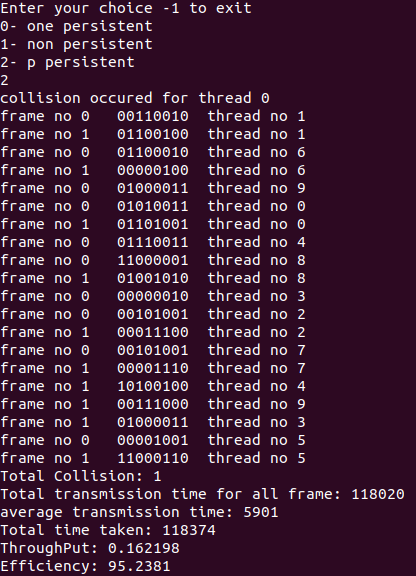 Enter your choice -1 to exit
0- one persistent
1- non persistent
2- p persistent
2
collision occured for thread 0
frame no 0   00110010  thread no 1
frame no 1   01100100  thread no 1
frame no 0   01100010  thread no 6
frame no 1   00000100  thread no 6
frame no 0   01000011  thread no 9
frame no 0   01010011  thread no 0
frame no 1   01101001  thread no 0
frame no 0   01110011  thread no 4
frame no 0   11000001  thread no 8
frame no 1   01001010  thread no 8
frame no 0   00000010  thread no 3
frame no 0   00101001  thread no 2
frame no 1   00011100  thread no 2
frame no 0   00101001  thread no 7
frame no 1   00001110  thread no 7
frame no 1   10100100  thread no 4
frame no 1   00111000  thread no 9
frame no 1   01000011  thread no 3
frame no 0   00001001  thread no 5
frame no 1   11000110  thread no 5
Total Collision: 1
Total transmission time for all frame: 118020
average transmission time: 5901
Total time taken: 118374
ThroughPut: 0.162198
Efficiency: 95.2381